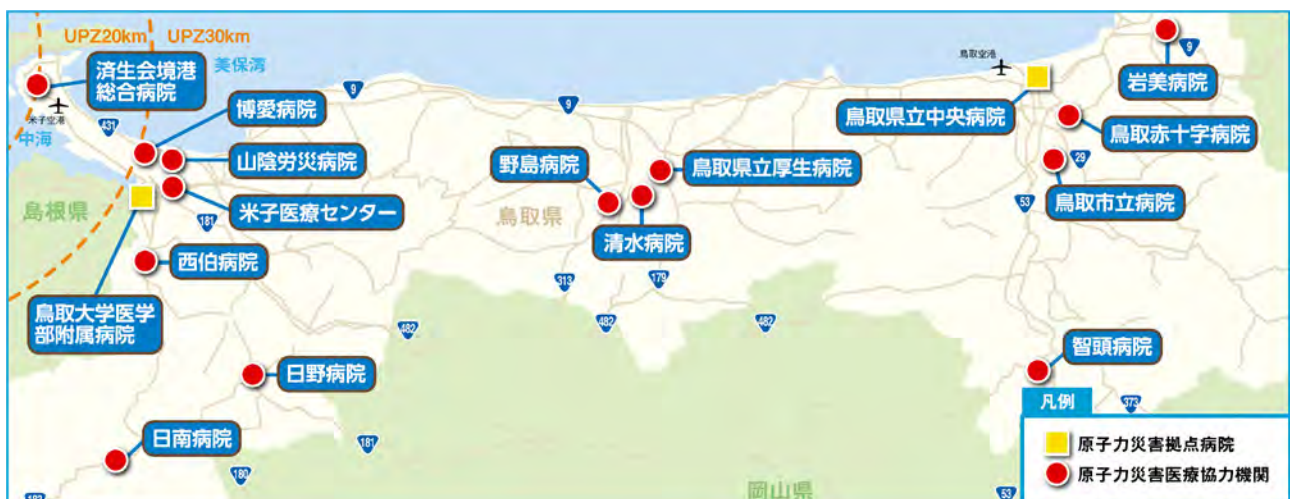 UPZ20km
UPZ30km
済生会境港
総合病院
美保湾
米子空港
中海
431
9
博愛病院
山陰労災病院
米子医療センター
島根県
181
西伯病院
鳥取大学医学
部附属病院
482
日野病院
日南病院
181
180
183
9
野島病院
鳥取県立厚生病院
清水病院
鳥取県
313
179
482
482
鳥取空港
鳥取県立中央病院
岩美病院
9
鳥取赤十字病院
29
鳥取市立病院
53
智頭病院
373
53
岡山県
凡例
原子力災害拠点病院
原子力災害医療協力機関